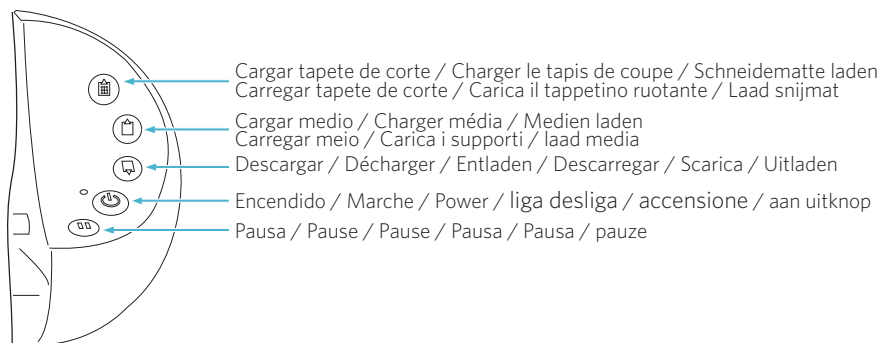 Cargar tapete de corte / Charger le tapis de coupe / Schneidematte laden
Carregar tapete de corte / Carica il tappetino ruotante / Laad snijmat
Cargar medio / Charger média / Medien laden
Carregar meio / Carica i supporti / laad media
Descargar / Décharger / Entladen / Descarregar / Scarica / Uitladen
Encendido / Marche / Power / liga desliga / accensione / aan uitknop
Pausa / Pause / Pause / Pausa / Pausa / pauze